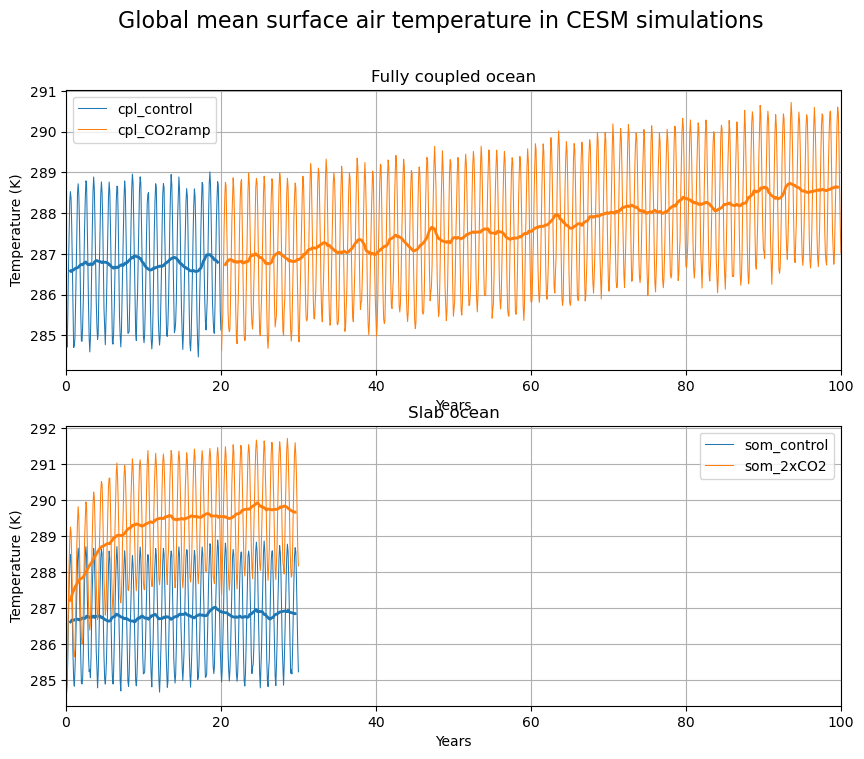 Global mean surface air temperature in CESM simulations
Fully coupled ocean
cpl_control
cpl_CO2ramp
Temperature (K)
291
290
289
288
287
286
285
0 20 40 60 80 100
Years
Slab ocean
som_control
som_2xCO2
Temperature (K)
292
291
290
289
288
287
286
285
0 20 40 60 80 100
Years